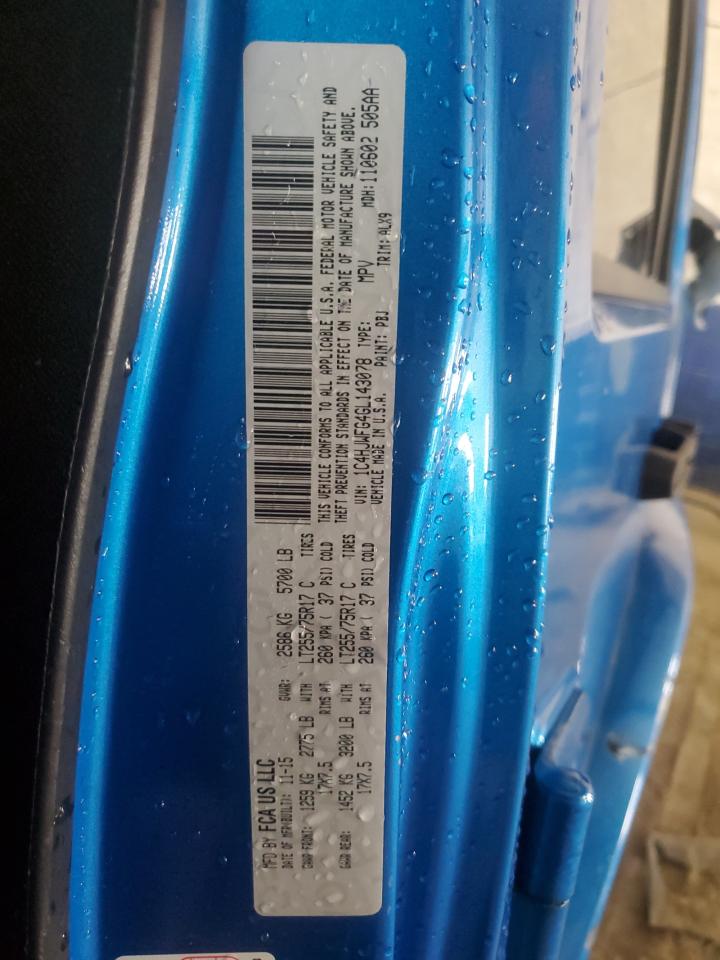 MFD BY FCA US LLC
DATE OF MFR(BUILT): 11-15 GVWR: 2586 KG 5700 LB
GAWR FRONT: 1259 KG 2775 LB WITH LT255/75R17 C TIRES
17X7.5 RIMS AT 260 KPA ( 37 PSI) COLD
GAWR REAR: 1452 KG 3200 LB WITH LT255/75R17 C TIRES
17X7.5 RIMS AT 260 KPA ( 37 PSI) COLD
THIS VEHICLE CONFORMS TO ALL APPLICABLE U.S.A. FEDERAL MOTOR VEHICLE SAFETY AND
THEFT PREVENTION STANDARDS IN EFFECT ON THE DATE OF MANUFACTURE SHOWN ABOVE.
VIN: 1C4HJWFG4GL143078 TYPE: MPV MDH: 110602 505AA
VEHICLE MADE IN U.S.A. PAINT: PBJ TRIM: ALX9